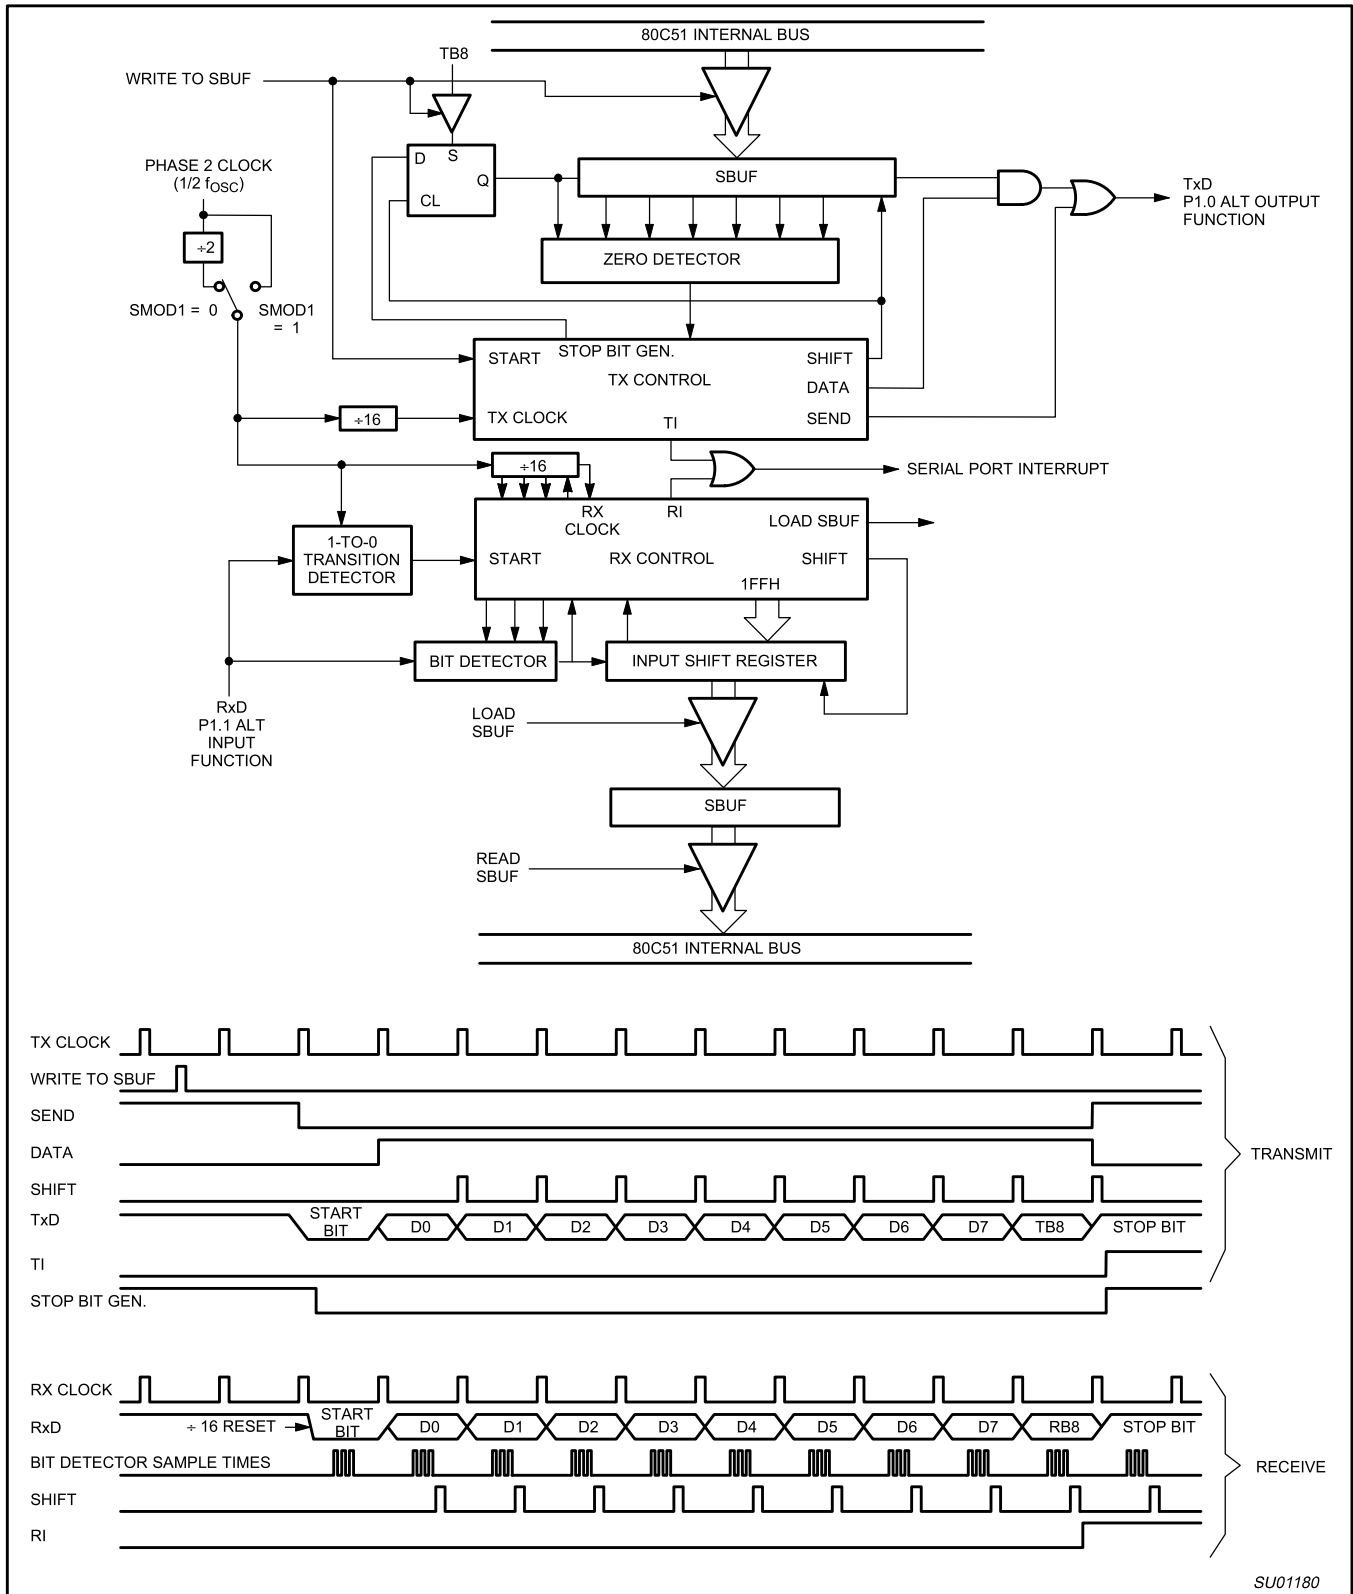 80C51 INTERNAL BUS
TB8
WRITE TO SBUF
PHASE 2 CLOCK
(1/2 fOSC)
D
S
Q
CL
SBUF
TxD
P1.0 ALT OUTPUT
FUNCTION
÷2
ZERO DETECTOR
SMOD1 = 0
SMOD1
= 1
STOP BIT GEN.
START
SHIFT
TX CONTROL
DATA
÷16
TX CLOCK
TI
SEND
÷16
SERIAL PORT INTERRUPT
RX
CLOCK
RI
LOAD SBUF
1-TO-0
TRANSITION
DETECTOR
START
RX CONTROL
SHIFT
1FFH
BIT DETECTOR
INPUT SHIFT REGISTER
RxD
P1.1 ALT
INPUT
FUNCTION
LOAD
SBUF
SBUF
READ
SBUF
80C51 INTERNAL BUS
TX CLOCK
WRITE TO SBUF
SEND
DATA
TRANSMIT
SHIFT
TxD
START
BIT
D0
D1
D2
D3
D4
D5
D6
D7
TB8
STOP BIT
TI
STOP BIT GEN.
RX CLOCK
RxD
÷ 16 RESET
START
BIT
D0
D1
D2
D3
D4
D5
D6
D7
RB8
STOP BIT
BIT DETECTOR SAMPLE TIMES
RECEIVE
SHIFT
RI
SU01180